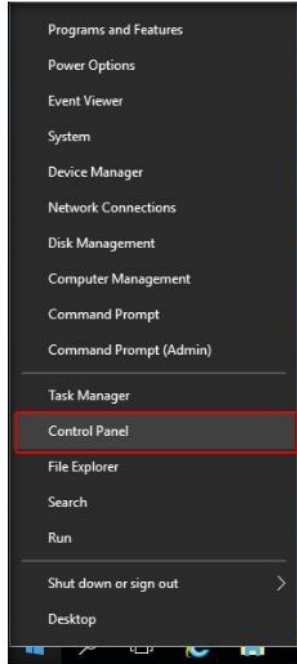 Programs and Features
Power Options
Event Viewer
System
Device Manager
Network Connections
Disk Management
Computer Management
Command Prompt
Command Prompt (Admin)
Task Manager
Control Panel
File Explorer
Search
Run
Shut down or sign out
Desktop